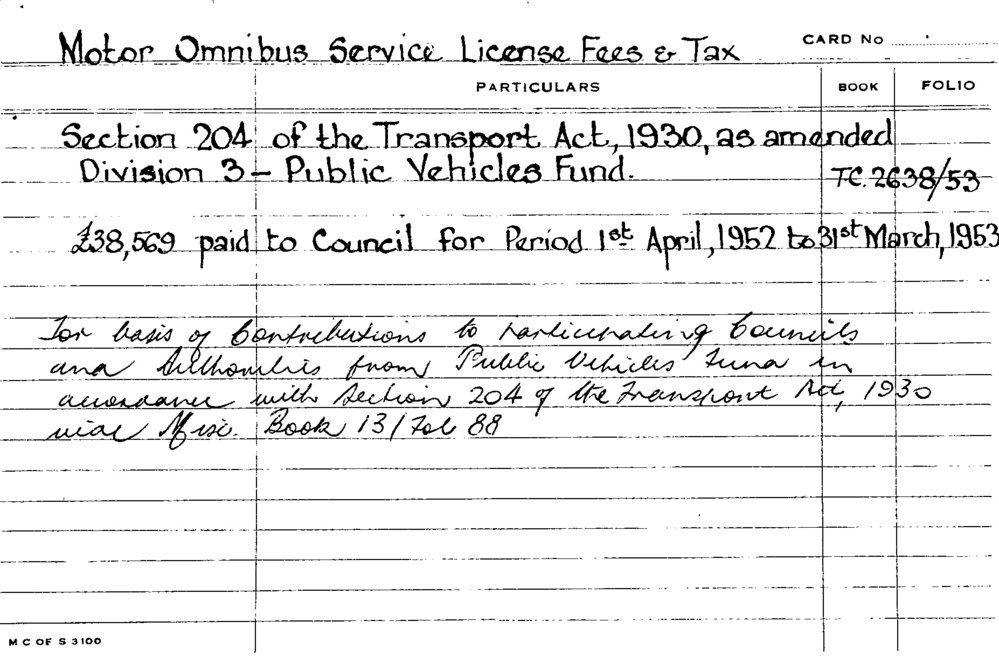 Motor Omnibus Service License Fees & Tax
CARD No
PARTICULARS BOOK FOLIO
Section 204 of the Transport Act, 1930, as amended
Division 3 – Public Vehicles Fund. T.C. 2638/53
£38,569 paid to Council for Period 1st April, 1952 to 31st March, 1953
For basis of Contributions to Participating Councils
and Authorities from Public Vehicles Fund in
accordance with Section 204 of the Transport Act, 1930
vide Misc. Book 13/Fol 88
M C OF S 3100